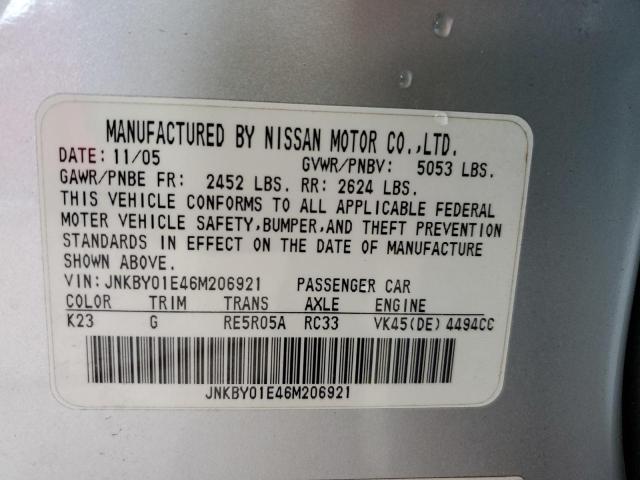 MANUFACTURED BY NISSAN MOTOR CO.,LTD.
DATE: 11/05 GVWR/PNBV: 5053 LBS.
GAWR/PNBE FR: 2452 LBS. RR: 2624 LBS.
THIS VEHICLE CONFORMS TO ALL APPLICABLE FEDERAL
MOTER VEHICLE SAFETY,BUMPER,AND THEFT PREVENTION
STANDARDS IN EFFECT ON THE DATE OF MANUFACTURE
SHOWN ABOVE.
VIN:JNKBY01E46M206921 PASSENGER CAR
COLOR TRIM TRANS AXLE ENGINE
K23 G RE5R05A RC33 VK45(DE) 4494CC
JNKBY01E46M206921